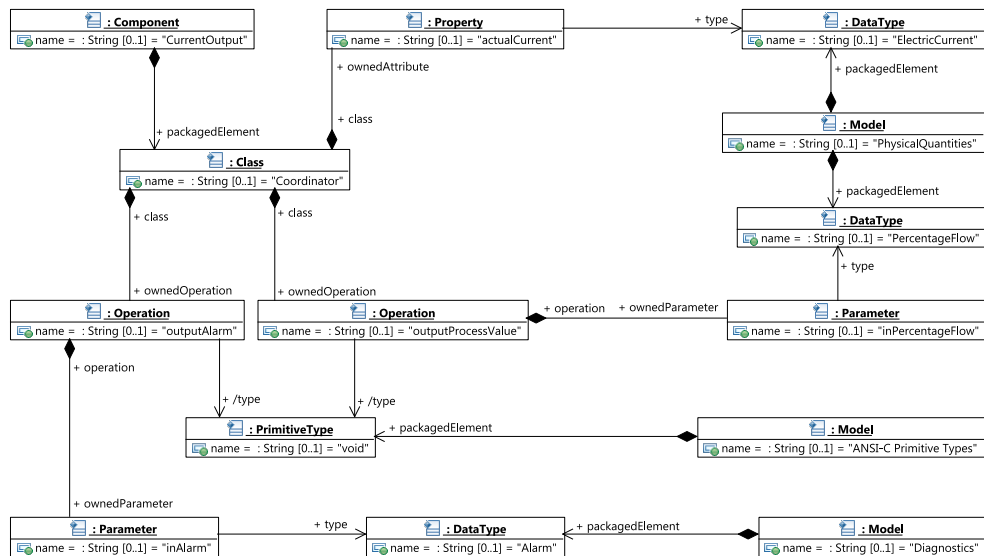 : Component
name = : String [0..1] = "CurrentOutput"
: Property
name = : String [0..1] = "actualCurrent"
+ type
: DataType
name = : String [0..1] = "ElectricCurrent"
+ ownedAttribute
+ packagedElement
+ class
: Model
name = : String [0..1] = "PhysicalQuantities"
+ packagedElement
: Class
name = : String [0..1] = "Coordinator"
+ packagedElement
+ class
+ class
: DataType
name = : String [0..1] = "PercentageFlow"
+ type
+ ownedOperation
+ ownedOperation
: Operation
name = : String [0..1] = "outputAlarm"
: Operation
name = : String [0..1] = "outputProcessValue"
+ operation
+ ownedParameter
: Parameter
name = : String [0..1] = "inPercentageFlow"
+ operation
+ /type
+ /type
: PrimitiveType
name = : String [0..1] = "void"
+ packagedElement
: Model
name = : String [0..1] = "ANSI-C Primitive Types"
+ ownedParameter
: Parameter
name = : String [0..1] = "inAlarm"
+ type
: DataType
name = : String [0..1] = "Alarm"
+ packagedElement
: Model
name = : String [0..1] = "Diagnostics"